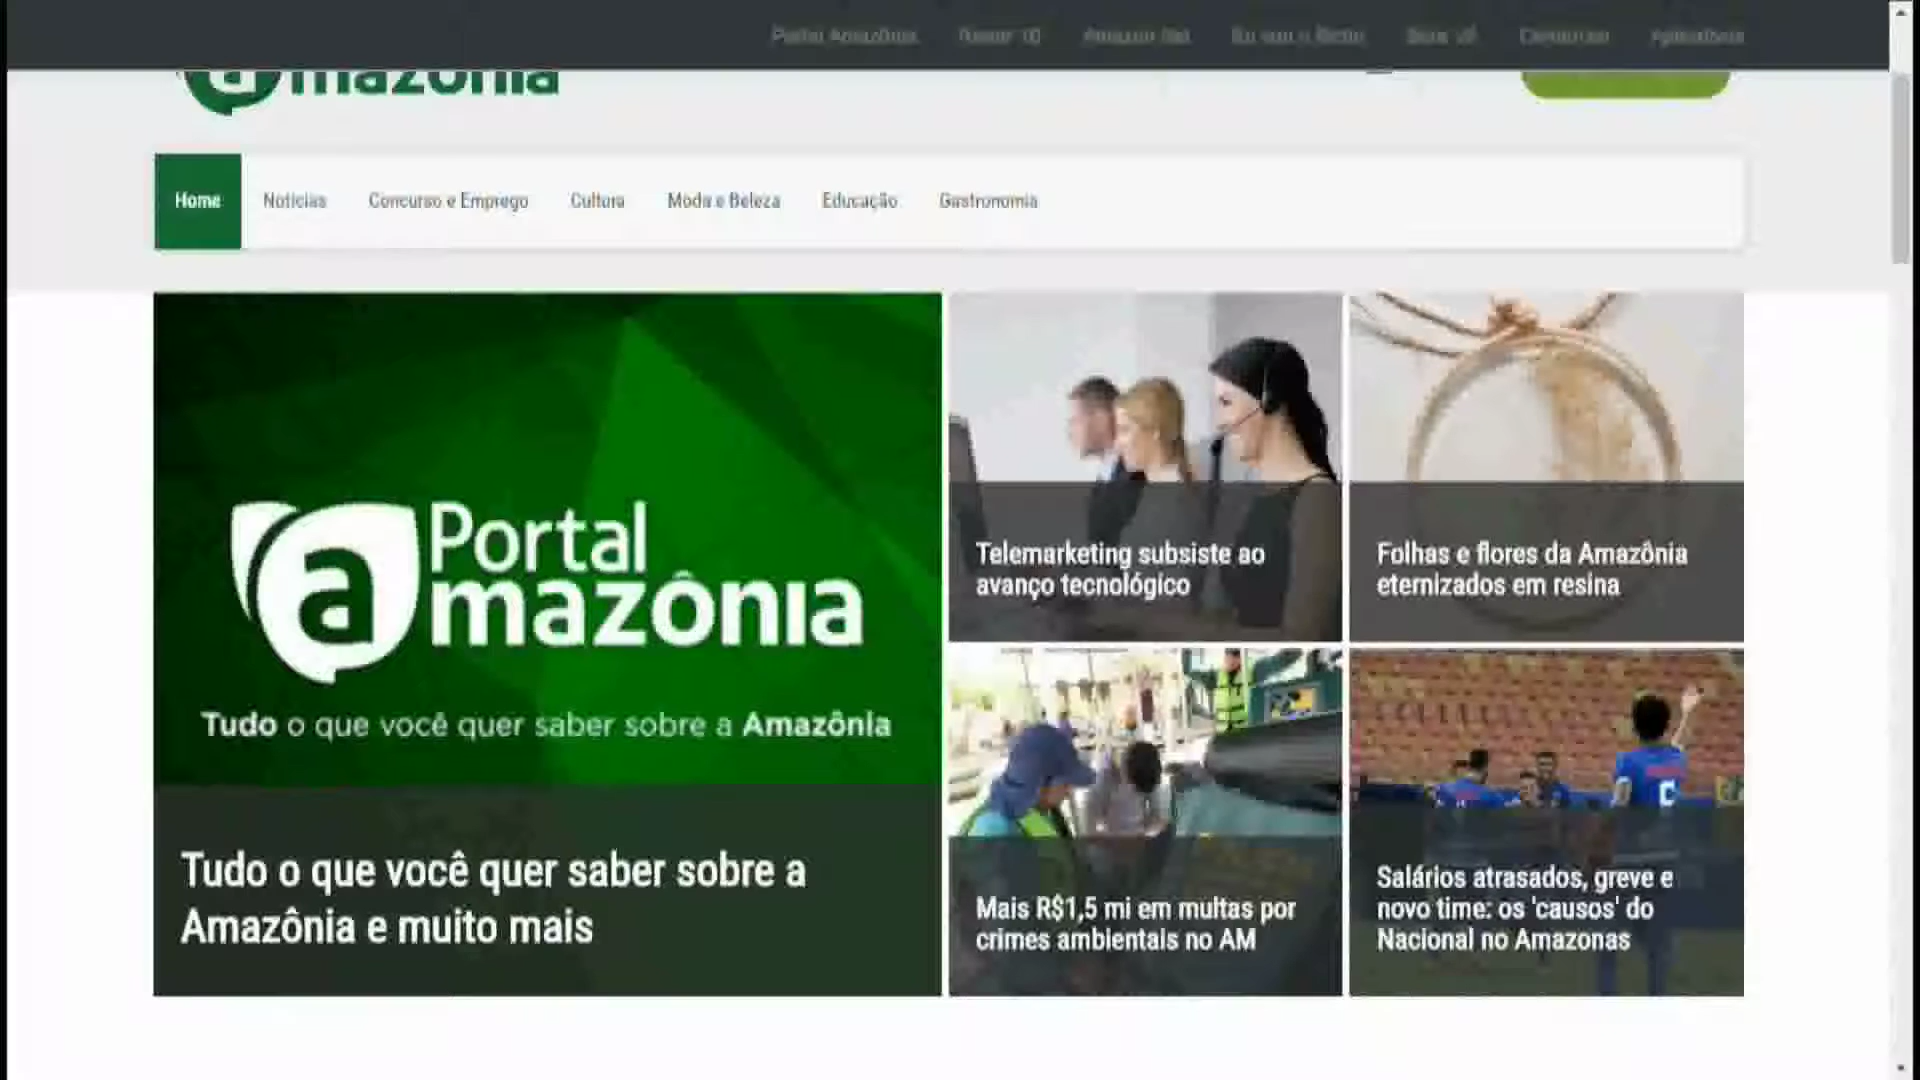 Portal Amazônia
amazônia
Home Notícias Concurso e Emprego Cultura Moda e Beleza Educação Gastronomia
a Portal
amazônia
Tudo o que você quer saber sobre a Amazônia
Tudo o que você quer saber sobre a
Amazônia e muito mais
Telemarketing subsiste ao
avanço tecnológico
Folhas e flores da Amazônia
eternizados em resina
Mais R$1,5 mi em multas por
crimes ambientais no AM
Salários atrasados, greve e
novo time: os 'causos' do
Nacional no Amazonas